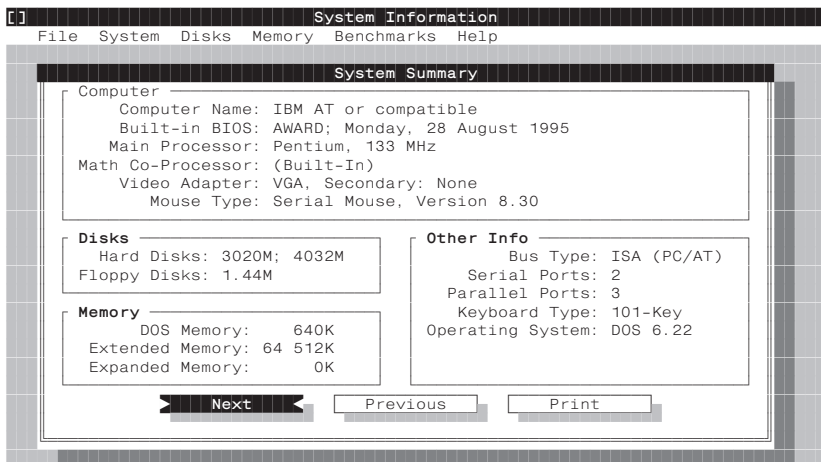 [] System Information
File System Disks Memory Benchmarks Help
System Summary
Computer
Computer Name: IBM AT or compatible
Built-in BIOS: AWARD; Monday, 28 August 1995
Main Processor: Pentium, 133 MHz
Math Co-Processor: (Built-In)
Video Adapter: VGA, Secondary: None
Mouse Type: Serial Mouse, Version 8.30
Disks
Hard Disks: 3020M; 4032M
Floppy Disks: 1.44M
Memory
DOS Memory: 640K
Extended Memory: 64 512K
Expanded Memory: 0K
Other Info
Bus Type: ISA (PC/AT)
Serial Ports: 2
Parallel Ports: 3
Keyboard Type: 101-Key
Operating System: DOS 6.22
Next Previous Print